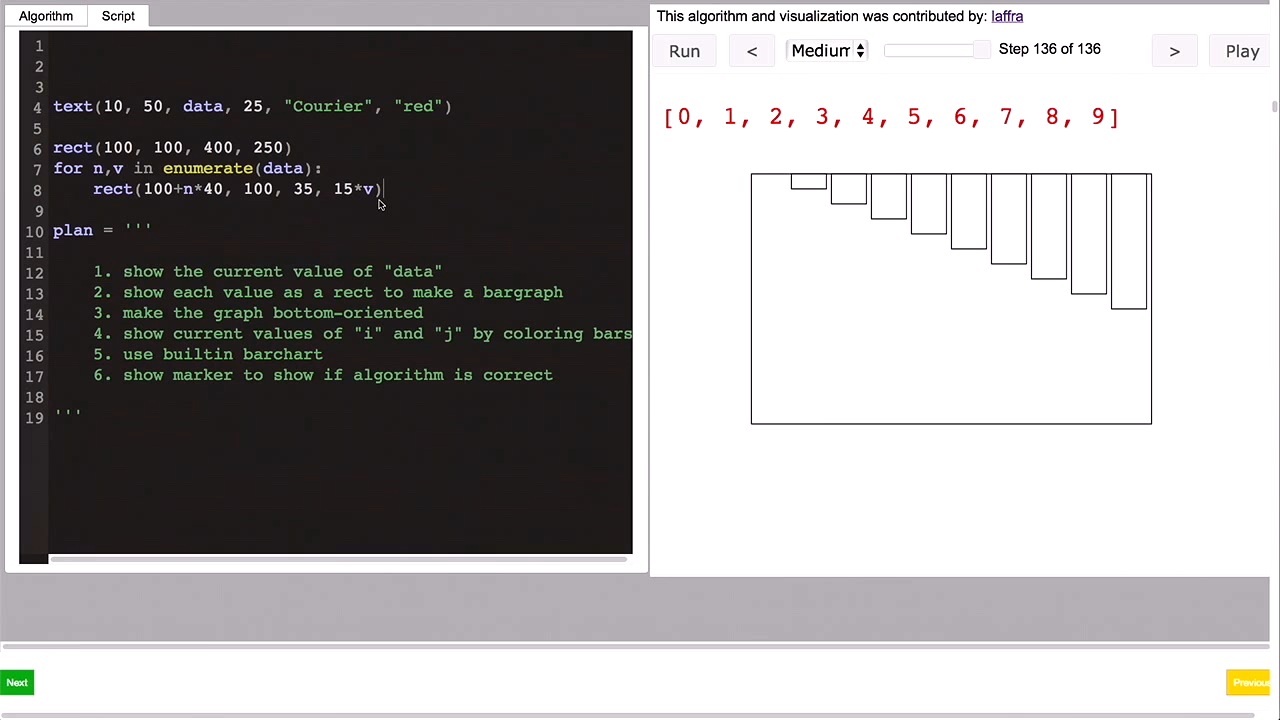 Algorithm
Script
This algorithm and visualization was contributed by: laffra
Run
<
Medium
Step 136 of 136
>
Play
1
2
3
4 text(10, 50, data, 25, "Courier", "red")
5
6 rect(100, 100, 400, 250)
7 for n,v in enumerate(data):
8 rect(100+n*40, 100, 35, 15*v)
9
10 plan = '''
11
12 1. show the current value of "data"
13 2. show each value as a rect to make a bargraph
14 3. make the graph bottom-oriented
15 4. show current values of "i" and "j" by coloring bars
16 5. use builtin barchart
17 6. show marker to show if algorithm is correct
18
19 '''
[0, 1, 2, 3, 4, 5, 6, 7, 8, 9]
Next
Previous